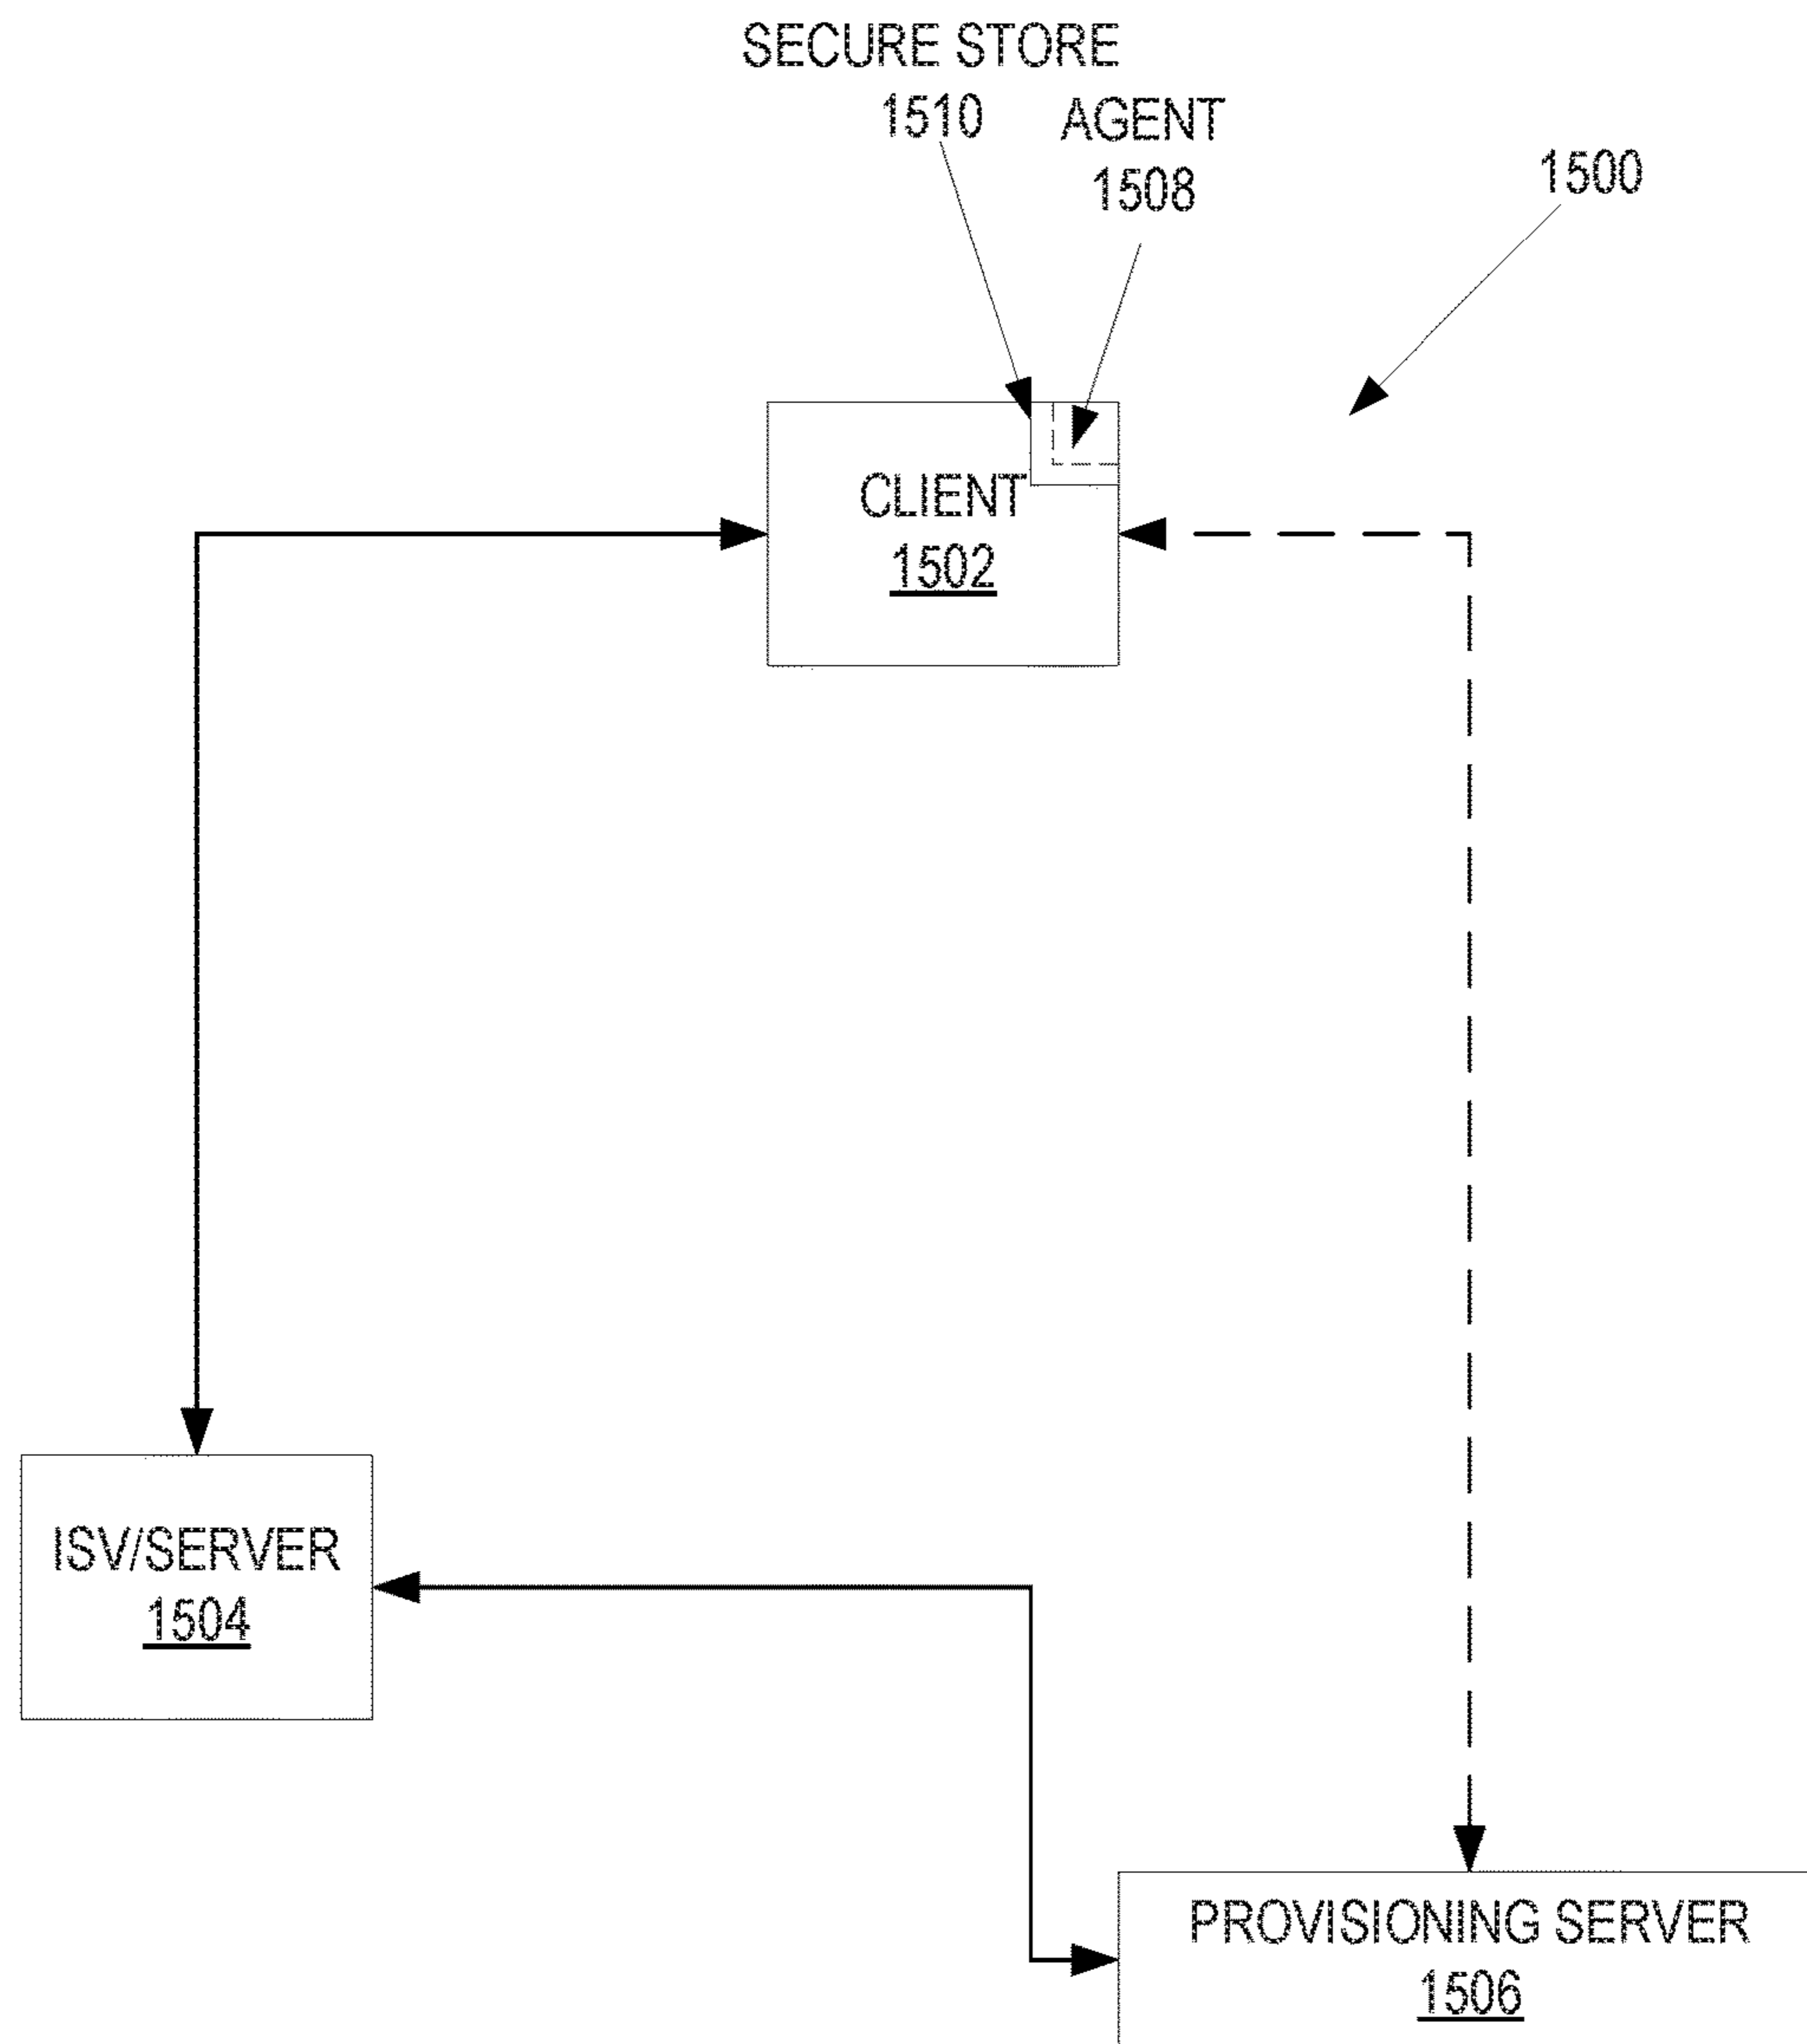 SECURE STORE
1510
AGENT
1508
1500
CLIENT
1502
ISV/SERVER
1504
PROVISIONING SERVER
1506